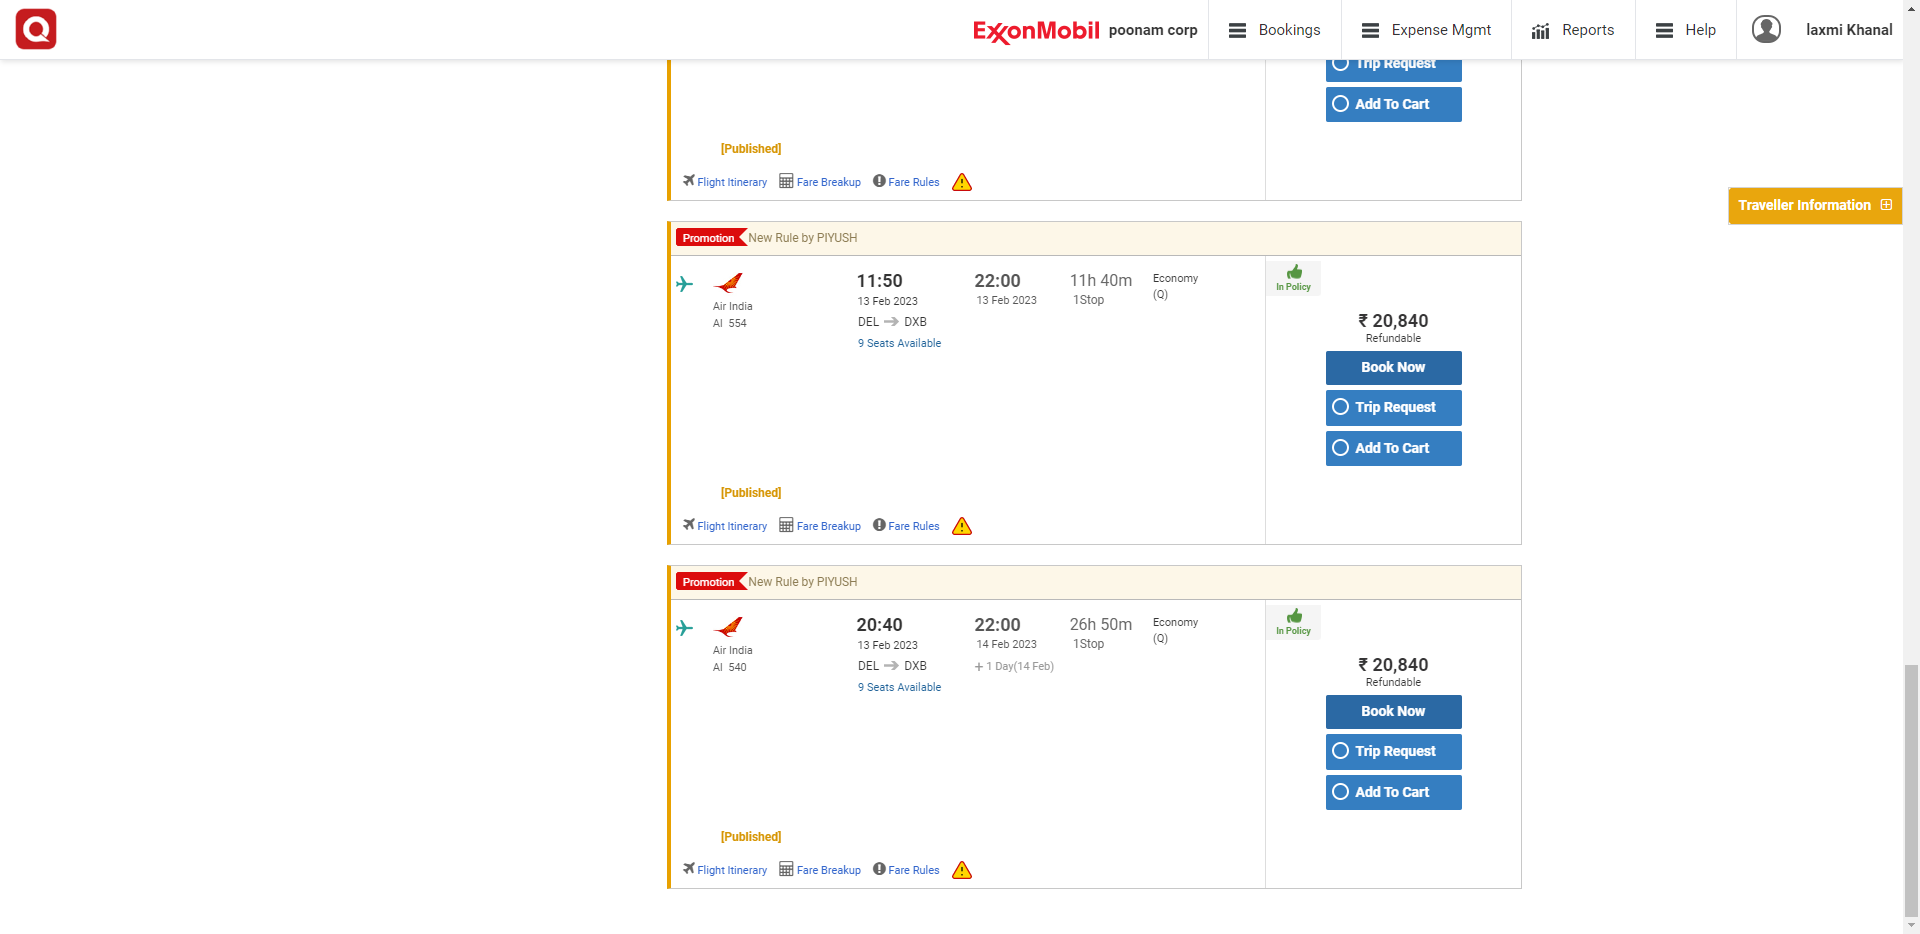 Q
ExxonMobil poonam corp Bookings Expense Mgmt Reports Help laxmi Khanal
Trip Request
Add To Cart
[Published]
Flight Itinerary Fare Breakup Fare Rules
Traveller Information
Promotion New Rule by PIYUSH
Air India
AI 554
11:50
13 Feb 2023
DEL DXB
9 Seats Available
22:00
13 Feb 2023
11h 40m
1Stop
Economy
(Q)
In Policy
₹ 20,840
Refundable
Book Now
Trip Request
Add To Cart
[Published]
Flight Itinerary Fare Breakup Fare Rules
Promotion New Rule by PIYUSH
Air India
AI 540
20:40
13 Feb 2023
DEL DXB
9 Seats Available
22:00
14 Feb 2023
+ 1 Day(14 Feb)
26h 50m
1Stop
Economy
(Q)
In Policy
₹ 20,840
Refundable
Book Now
Trip Request
Add To Cart
[Published]
Flight Itinerary Fare Breakup Fare Rules